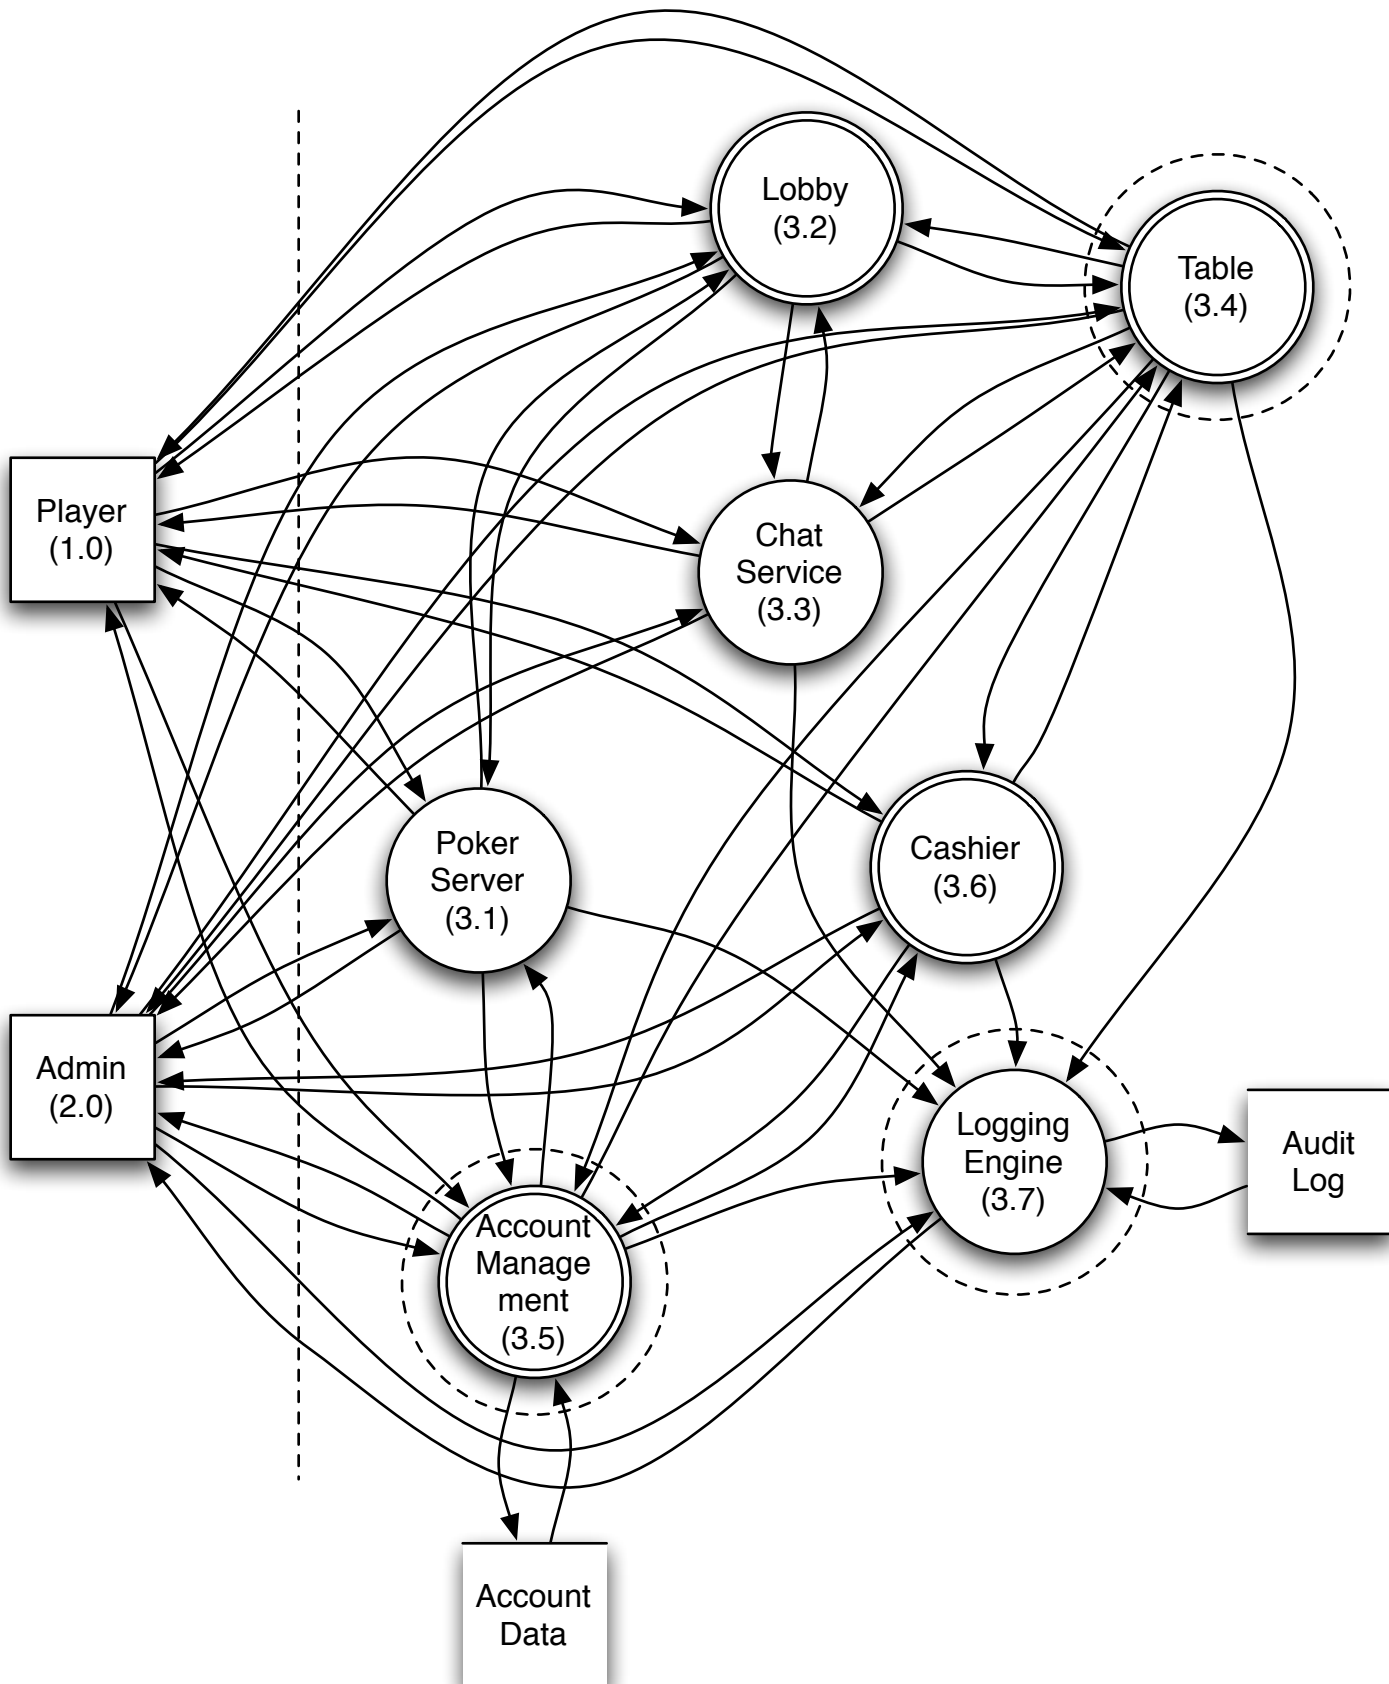 Lobby
(3.2)
Table
(3.4)
Player
(1.0)
Chat
Service
(3.3)
Poker
Server
(3.1)
Cashier
(3.6)
Admin
(2.0)
Logging
Engine
(3.7)
Audit
Log
Account
Manage
ment
(3.5)
Account
Data